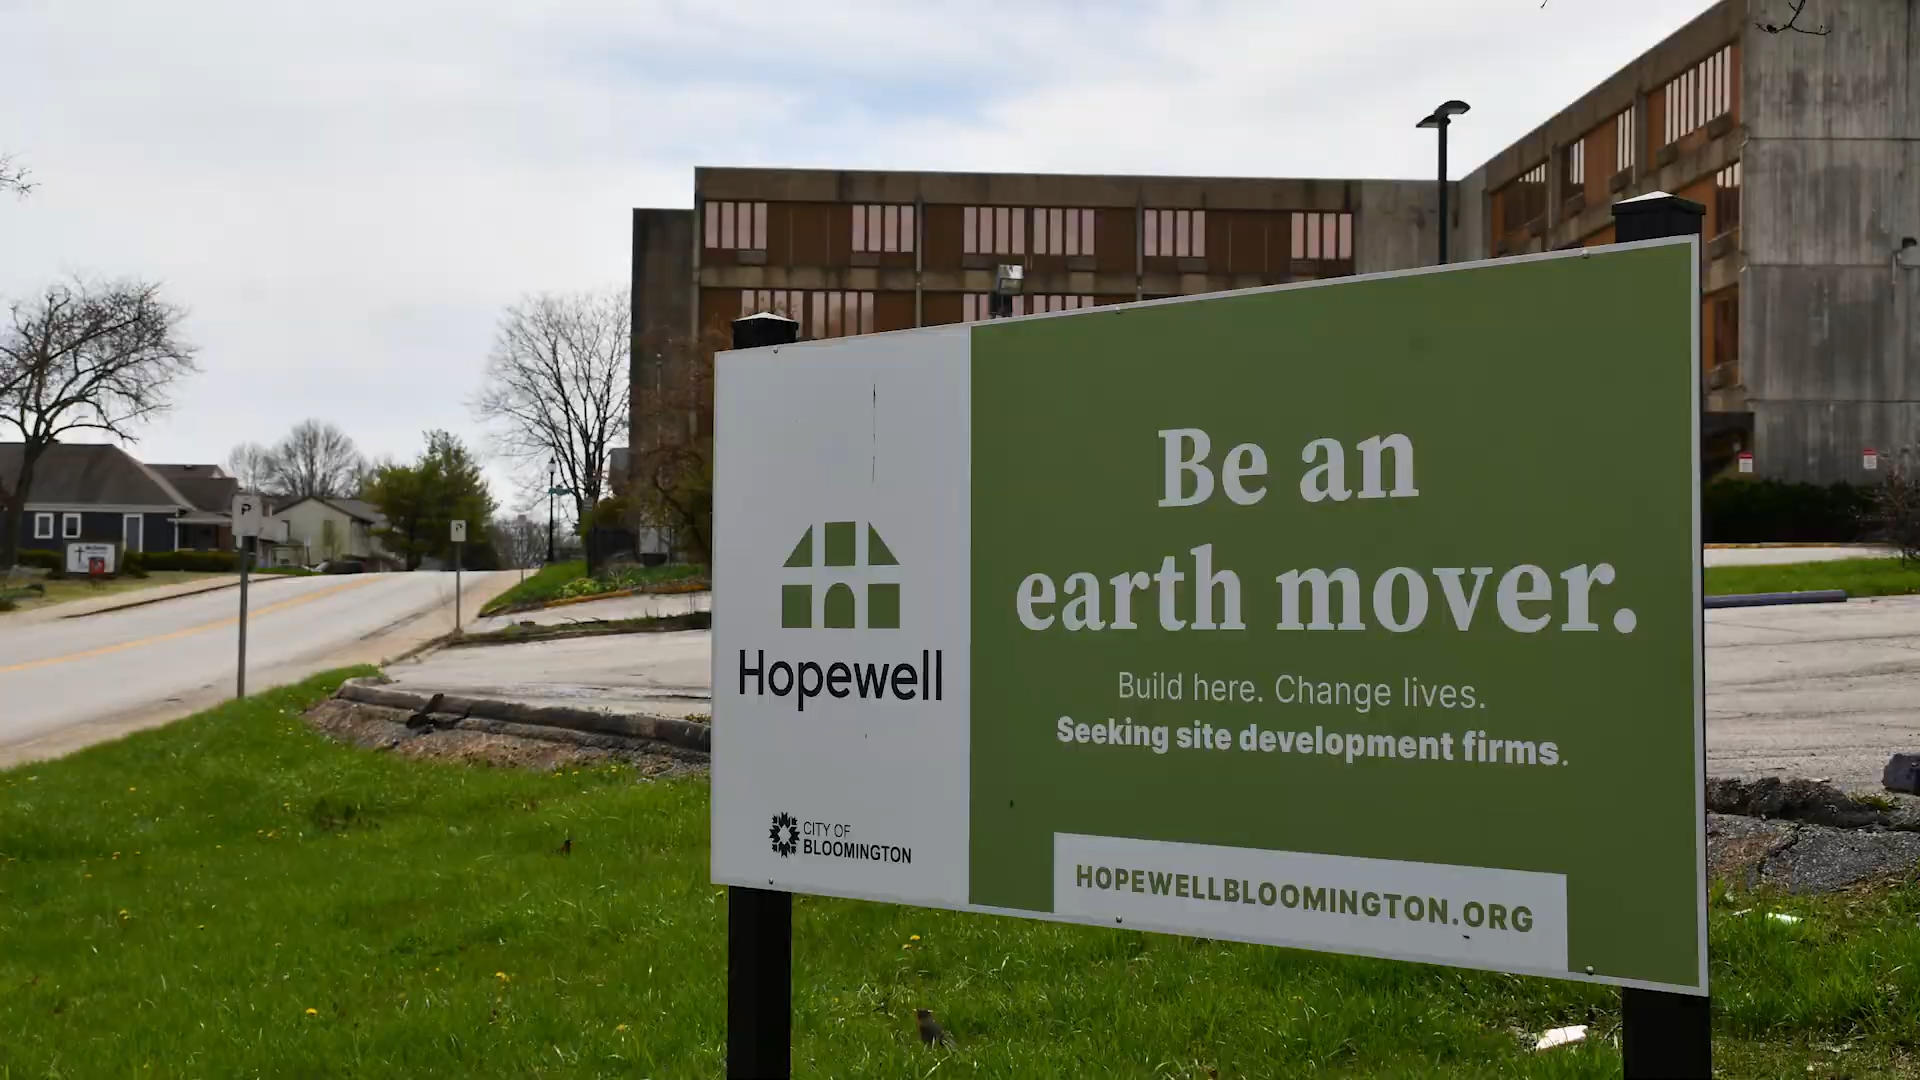 Be an
earth mover.
Build here. Change lives.
Seeking site development firms.
HOPEWELLBLOOMINGTON.ORG
Hopewell
CITY OF
BLOOMINGTON
P
P